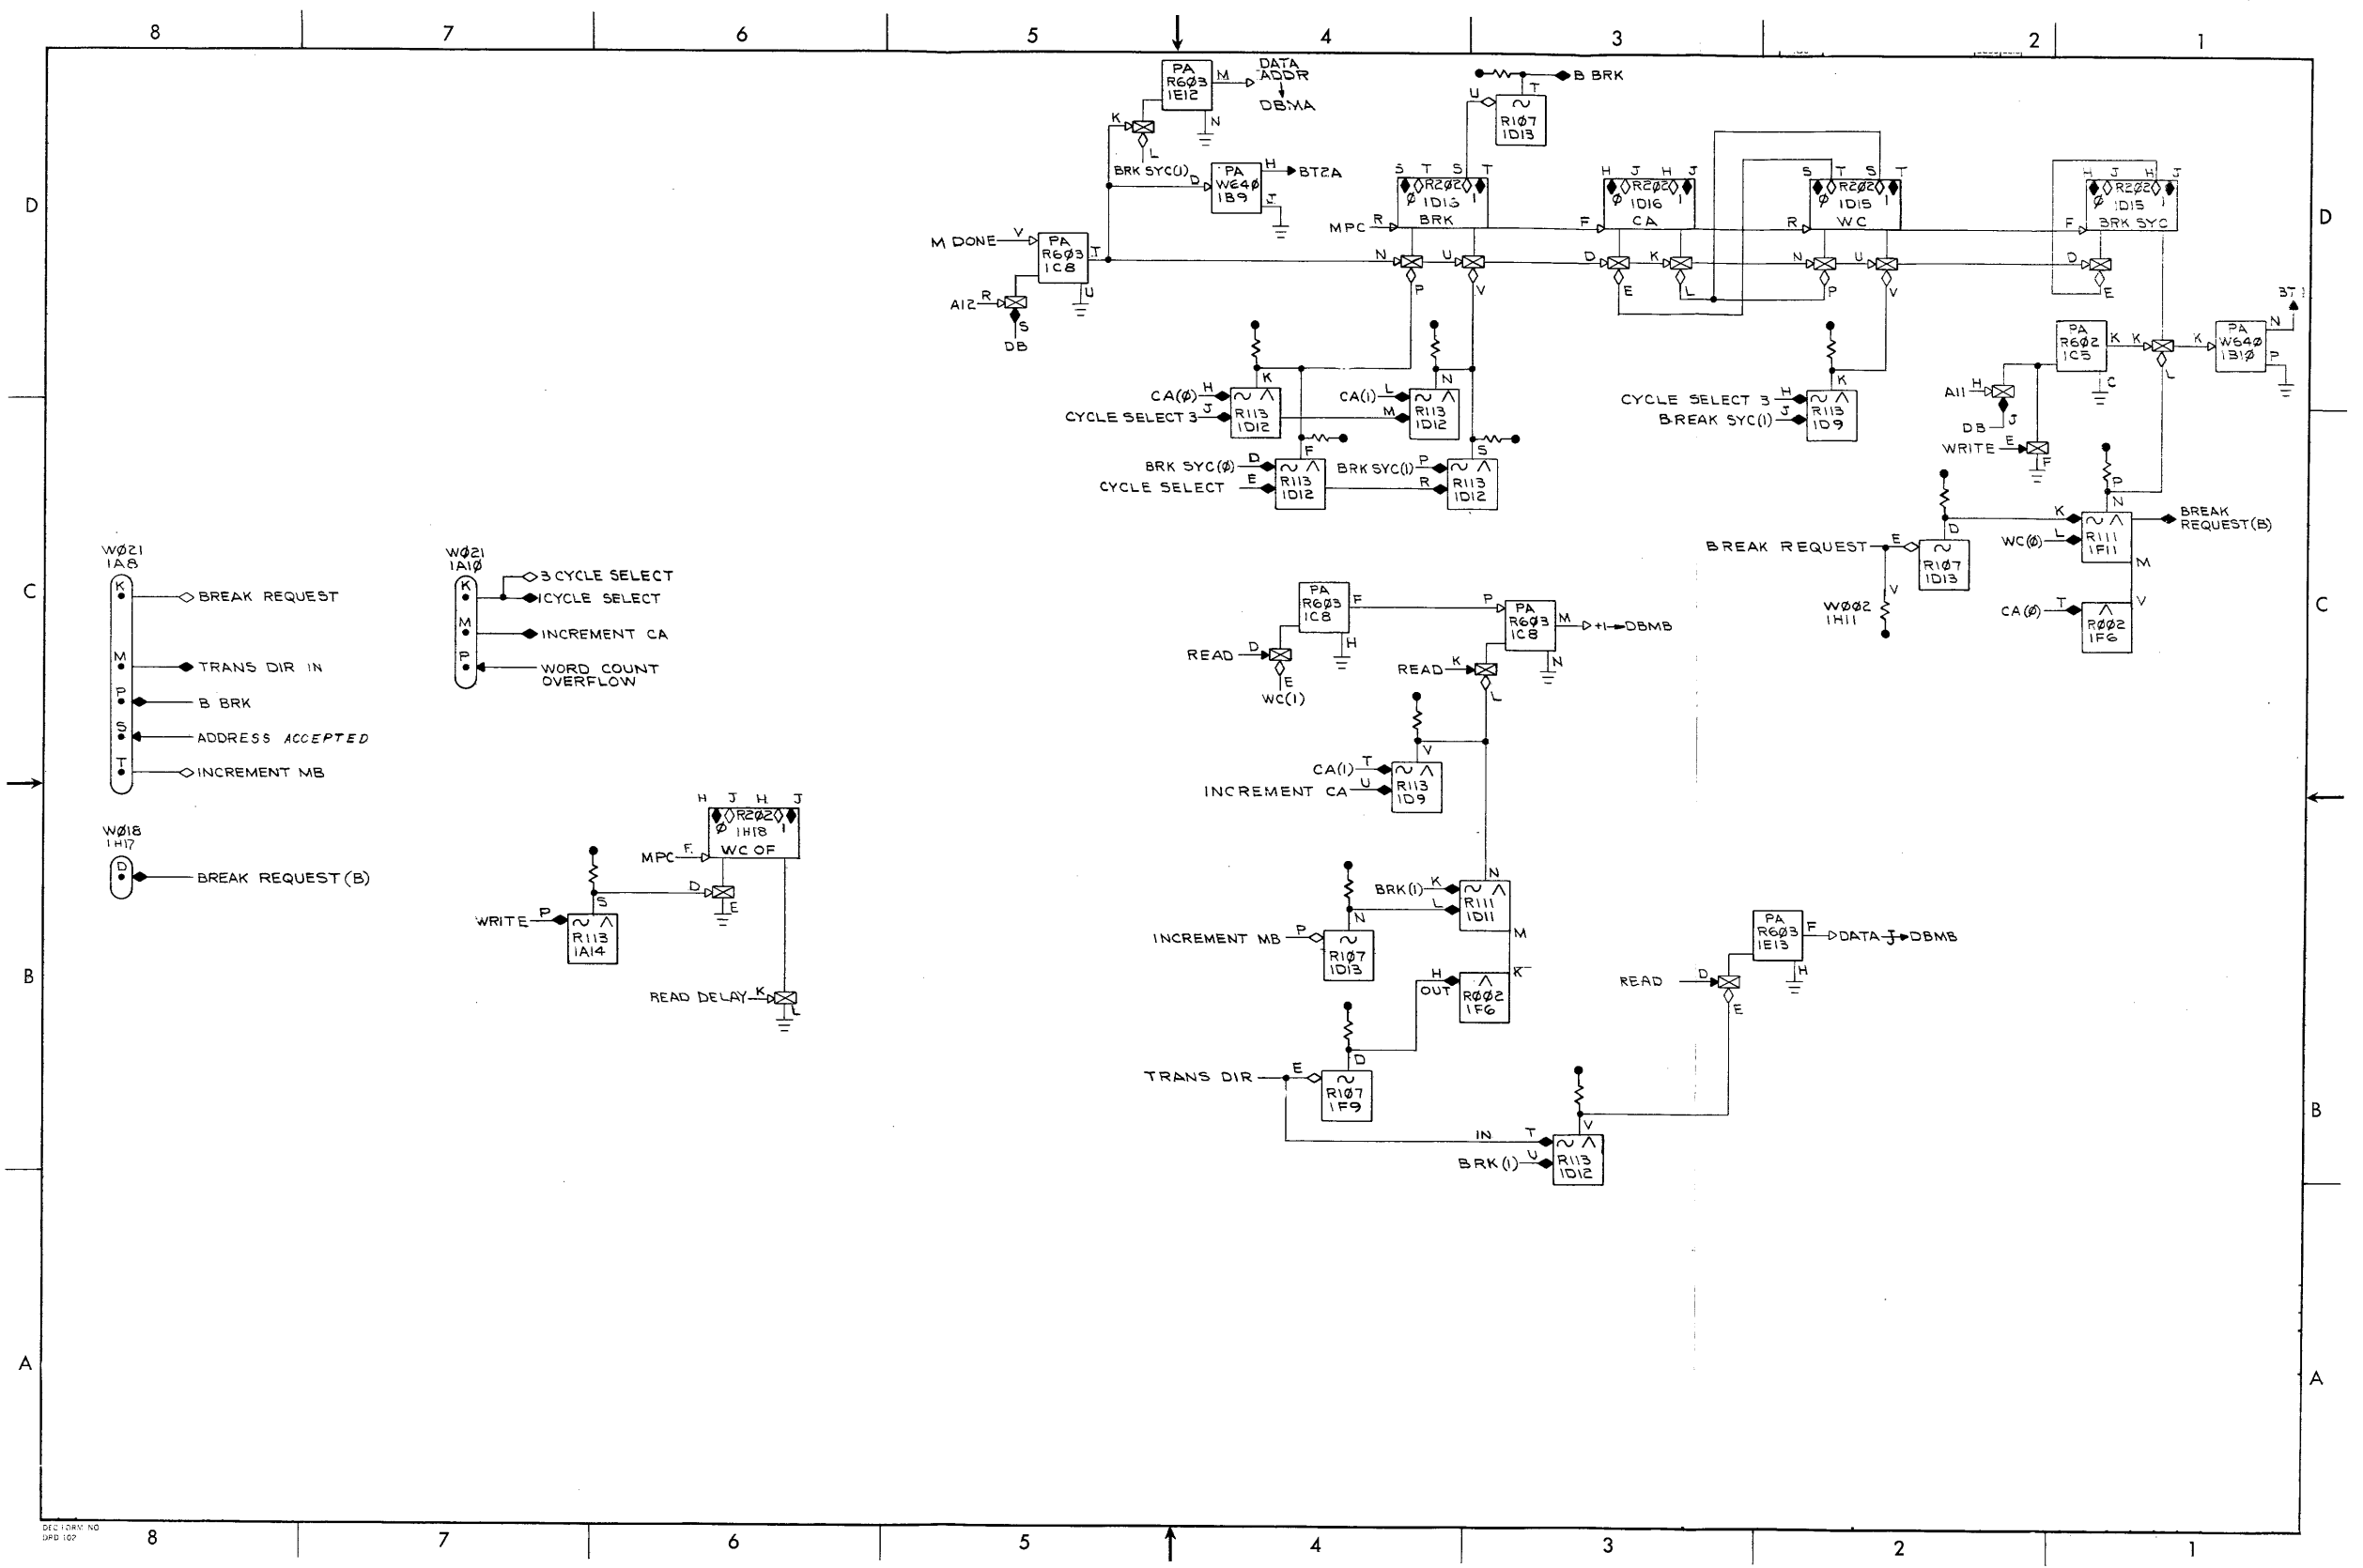 8 7 6 5 4 3 2 1
D
C
B
A
PA
R6Ø3
1E12
M
DATA
ADDR
DBMA
N
K
L
BRK SYC(1)
D
PA
W64Ø
1B9
H
BT2A
J
M DONE
V
PA
R6Ø3
1C8
T
U
A12
R
S
DB
B BRK
T
U
R1Ø7
1D13
S T S T
R2Ø2
Ø 1
1D16
BRK
MPC
R
N
U
P
V
H J H J
R2Ø2
Ø 1
1D16
CA
F
D
K
E
L
S T S T
R2Ø2
Ø 1
1D15
WC
R
N
U
P
V
H J H J
R2Ø2
Ø 1
1D15
BRK SYC
F
D
E
BT1
N
PA
R6Ø2
1C5
K
K
C
L
K
PA
W64Ø
1B1Ø
P
A11
H
J
DB
WRITE
E
F
CA(Ø)
H
CYCLE SELECT 3
J
K
R113
1D12
CA(1)
L
M
N
R113
1D12
BRK SYC(Ø)
D
CYCLE SELECT
E
F
R113
1D12
BRK SYC(1)
P
R
S
R113
1D12
CYCLE SELECT 3
H
BREAK SYC(1)
J
K
R113
1D9
BREAK REQUEST
E
V
WØØ2
1H11
D
R1Ø7
1D13
K
WC(Ø)
L
P
N
R111
1F11
BREAK
REQUEST(B)
M
CA(Ø)
T
V
RØØ2
1F6
WØ21
1A8
K
BREAK REQUEST
M
TRANS DIR IN
P
B BRK
S
ADDRESS ACCEPTED
T
INCREMENT MB
WØ21
1A1Ø
K
3 CYCLE SELECT
1CYCLE SELECT
M
INCREMENT CA
P
WORD COUNT
OVERFLOW
WØ18
1H17
D
BREAK REQUEST (B)
H J H J
R2Ø2
Ø 1
1H18
WC OF
MPC
F
D
E
WRITE
P
S
R113
1A14
READ DELAY
K
L
PA
R6Ø3
1C8
F
H
READ
D
E
WC(1)
P
PA
R6Ø3
1C8
M
+1 DBMB
N
READ
K
L
CA(1)
T
INCREMENT CA
U
V
R113
1D9
BRK(1)
K
L
N
R111
1D11
M
INCREMENT MB
P
N
R1Ø7
1D13
H
OUT
K
RØØ2
1F6
TRANS DIR
E
D
R1Ø7
1F9
IN
T
BRK(1)
U
V
R113
1D12
READ
D
E
PA
R6Ø3
1E13
F
DATA J DBMB
H
D
C
B
A
DEC FORM NO
DRD 102
8 7 6 5 4 3 2 1